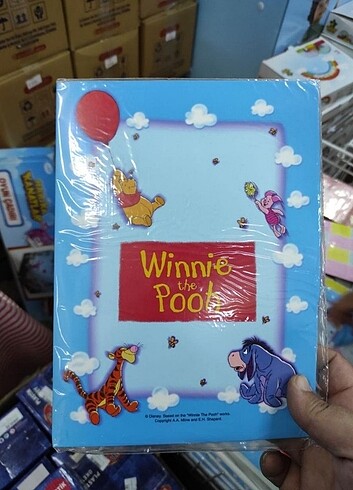 Winnie
the
Pooh
© Disney. Based on the "Winnie The Pooh" works.
Copyright A.A. Milne and E.H. Shepard